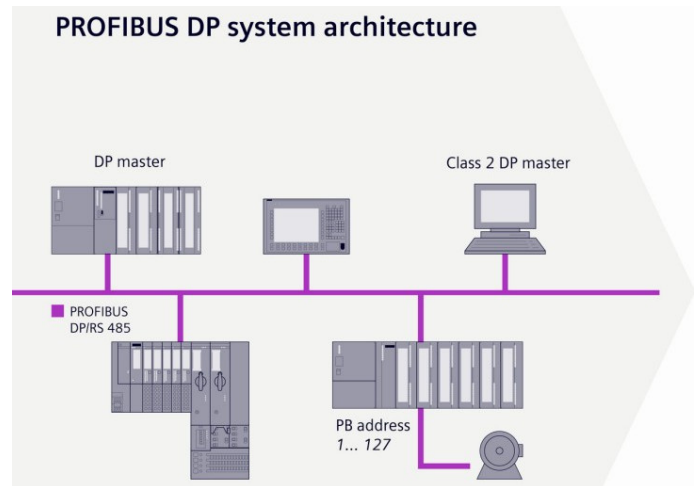 PROFIBUS DP system architecture
DP master
Class 2 DP master
PROFIBUS
DP/RS 485
PB address
1... 127